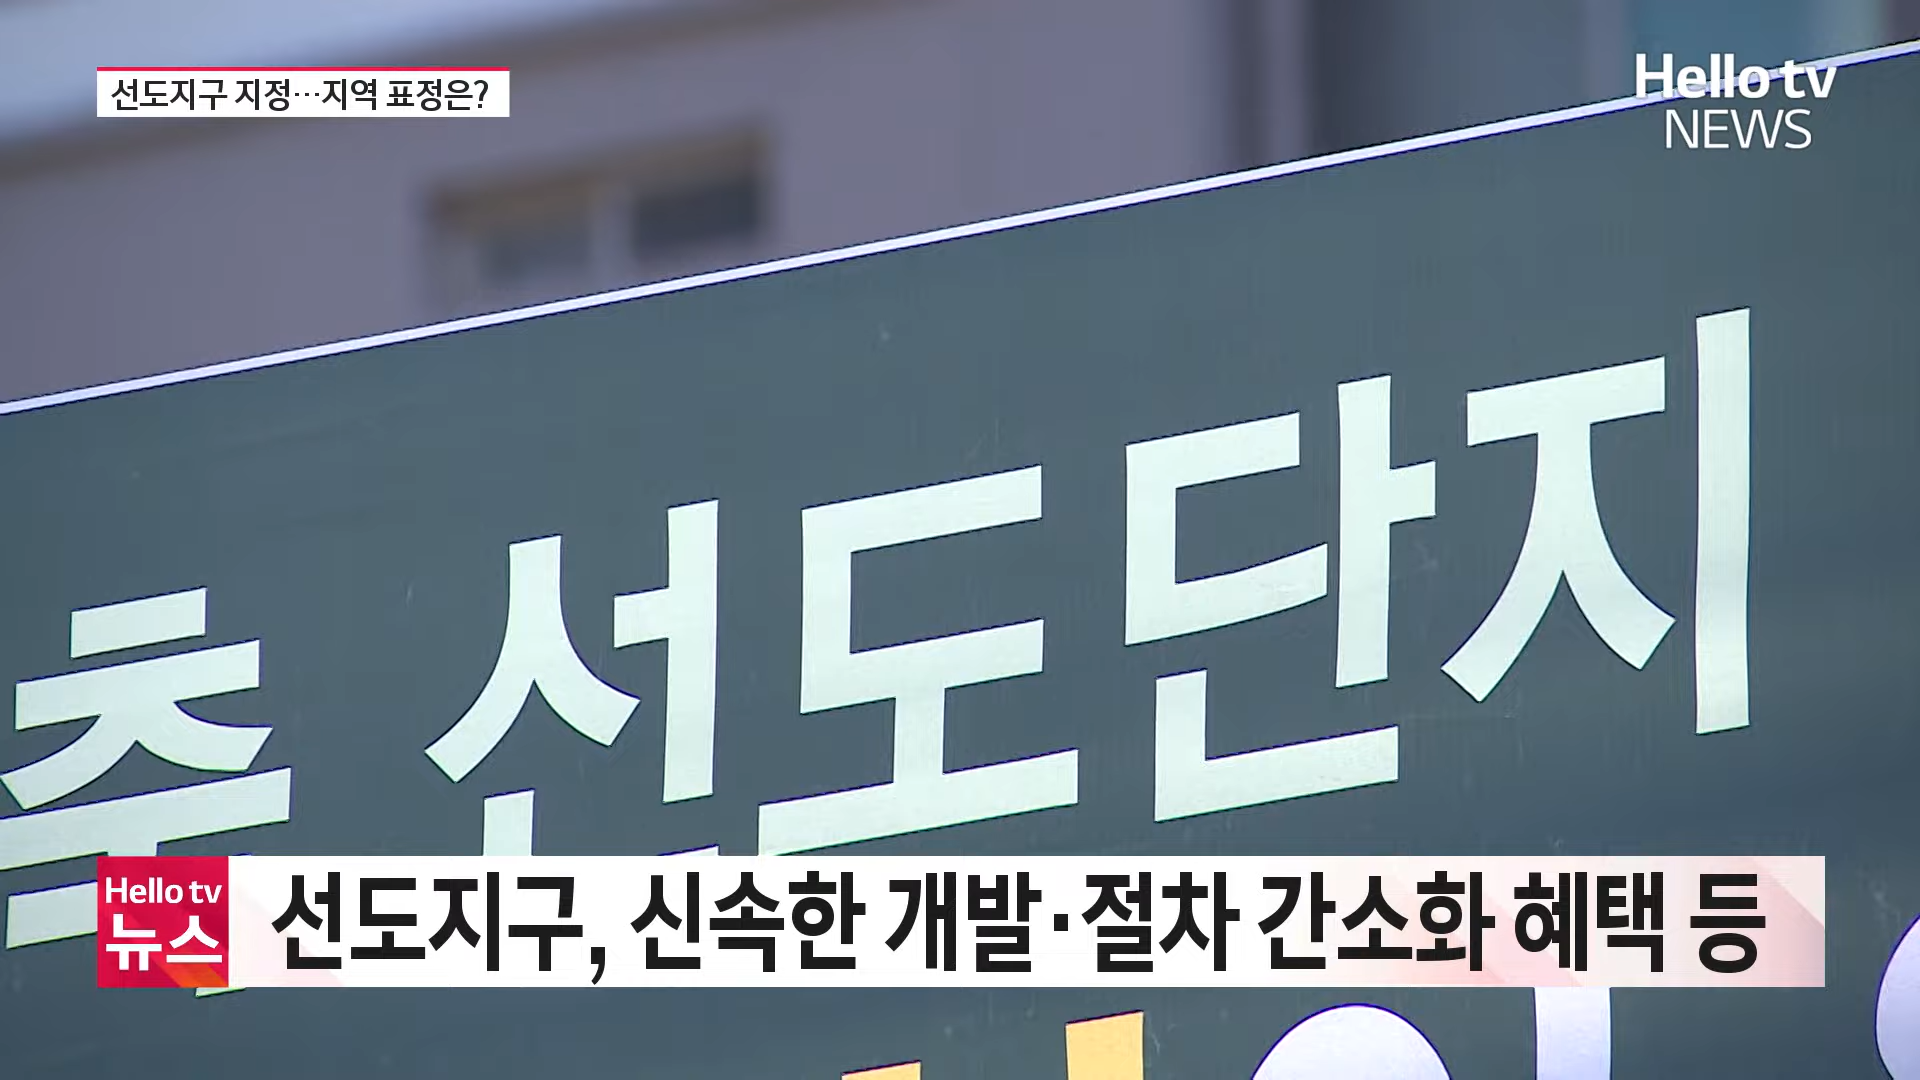 선도지구 지정…지역 표정은?
Hello tv
NEWS
축 선도단지
Hello tv
뉴스
선도지구, 신속한 개발·절차 간소화 혜택 등